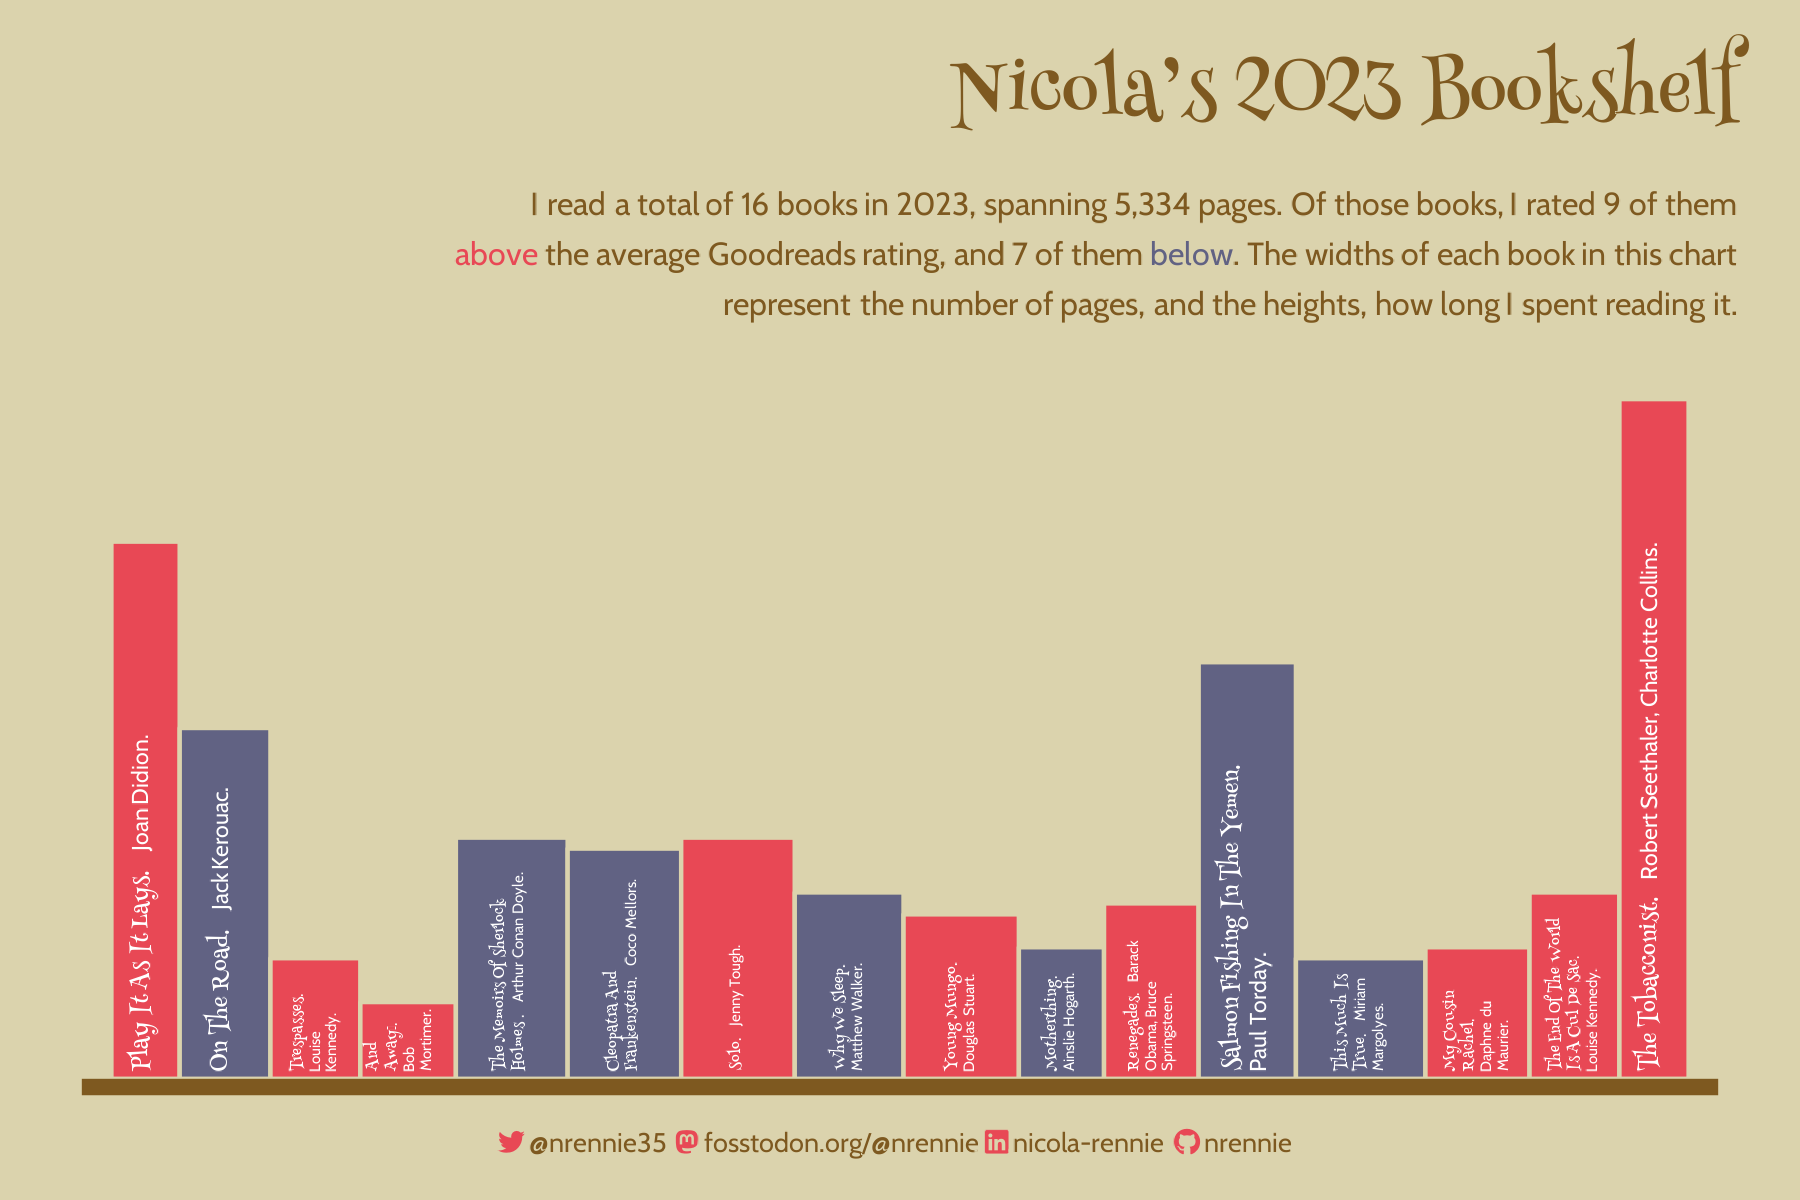 Nicola's 2023 Bookshelf
I read a total of 16 books in 2023, spanning 5,334 pages. Of those books, I rated 9 of them
above the average Goodreads rating, and 7 of them below. The widths of each book in this chart
represent the number of pages, and the heights, how long I spent reading it.
Play It As It Lays. Joan Didion.
On The Road. Jack Kerouac.
Trespasses.
Louise
Kennedy.
And
Away..
Bob
Mortimer.
The Memoirs Of Sherlock
Holmes. Arthur Conan Doyle.
Cleopatra And
Frankenstein. Coco Mellors.
Solo. Jenny Tough.
Why We Sleep.
Matthew Walker.
Young Mungo.
Douglas Stuart.
Motherthing.
Ainslie Hogarth.
Renegades. Barack
Obama, Bruce
Springsteen.
Salmon Fishing In The Yemen.
Paul Torday.
This Much Is
True. Miriam
Margolyes.
My Cousin
Rachel.
Daphne du
Maurier.
The End Of The World
Is A Cul De Sac.
Louise Kennedy.
The Tobacconist. Robert Seethaler, Charlotte Collins.
@nrennie35 fosstodon.org/@nrennie nicola-rennie nrennie